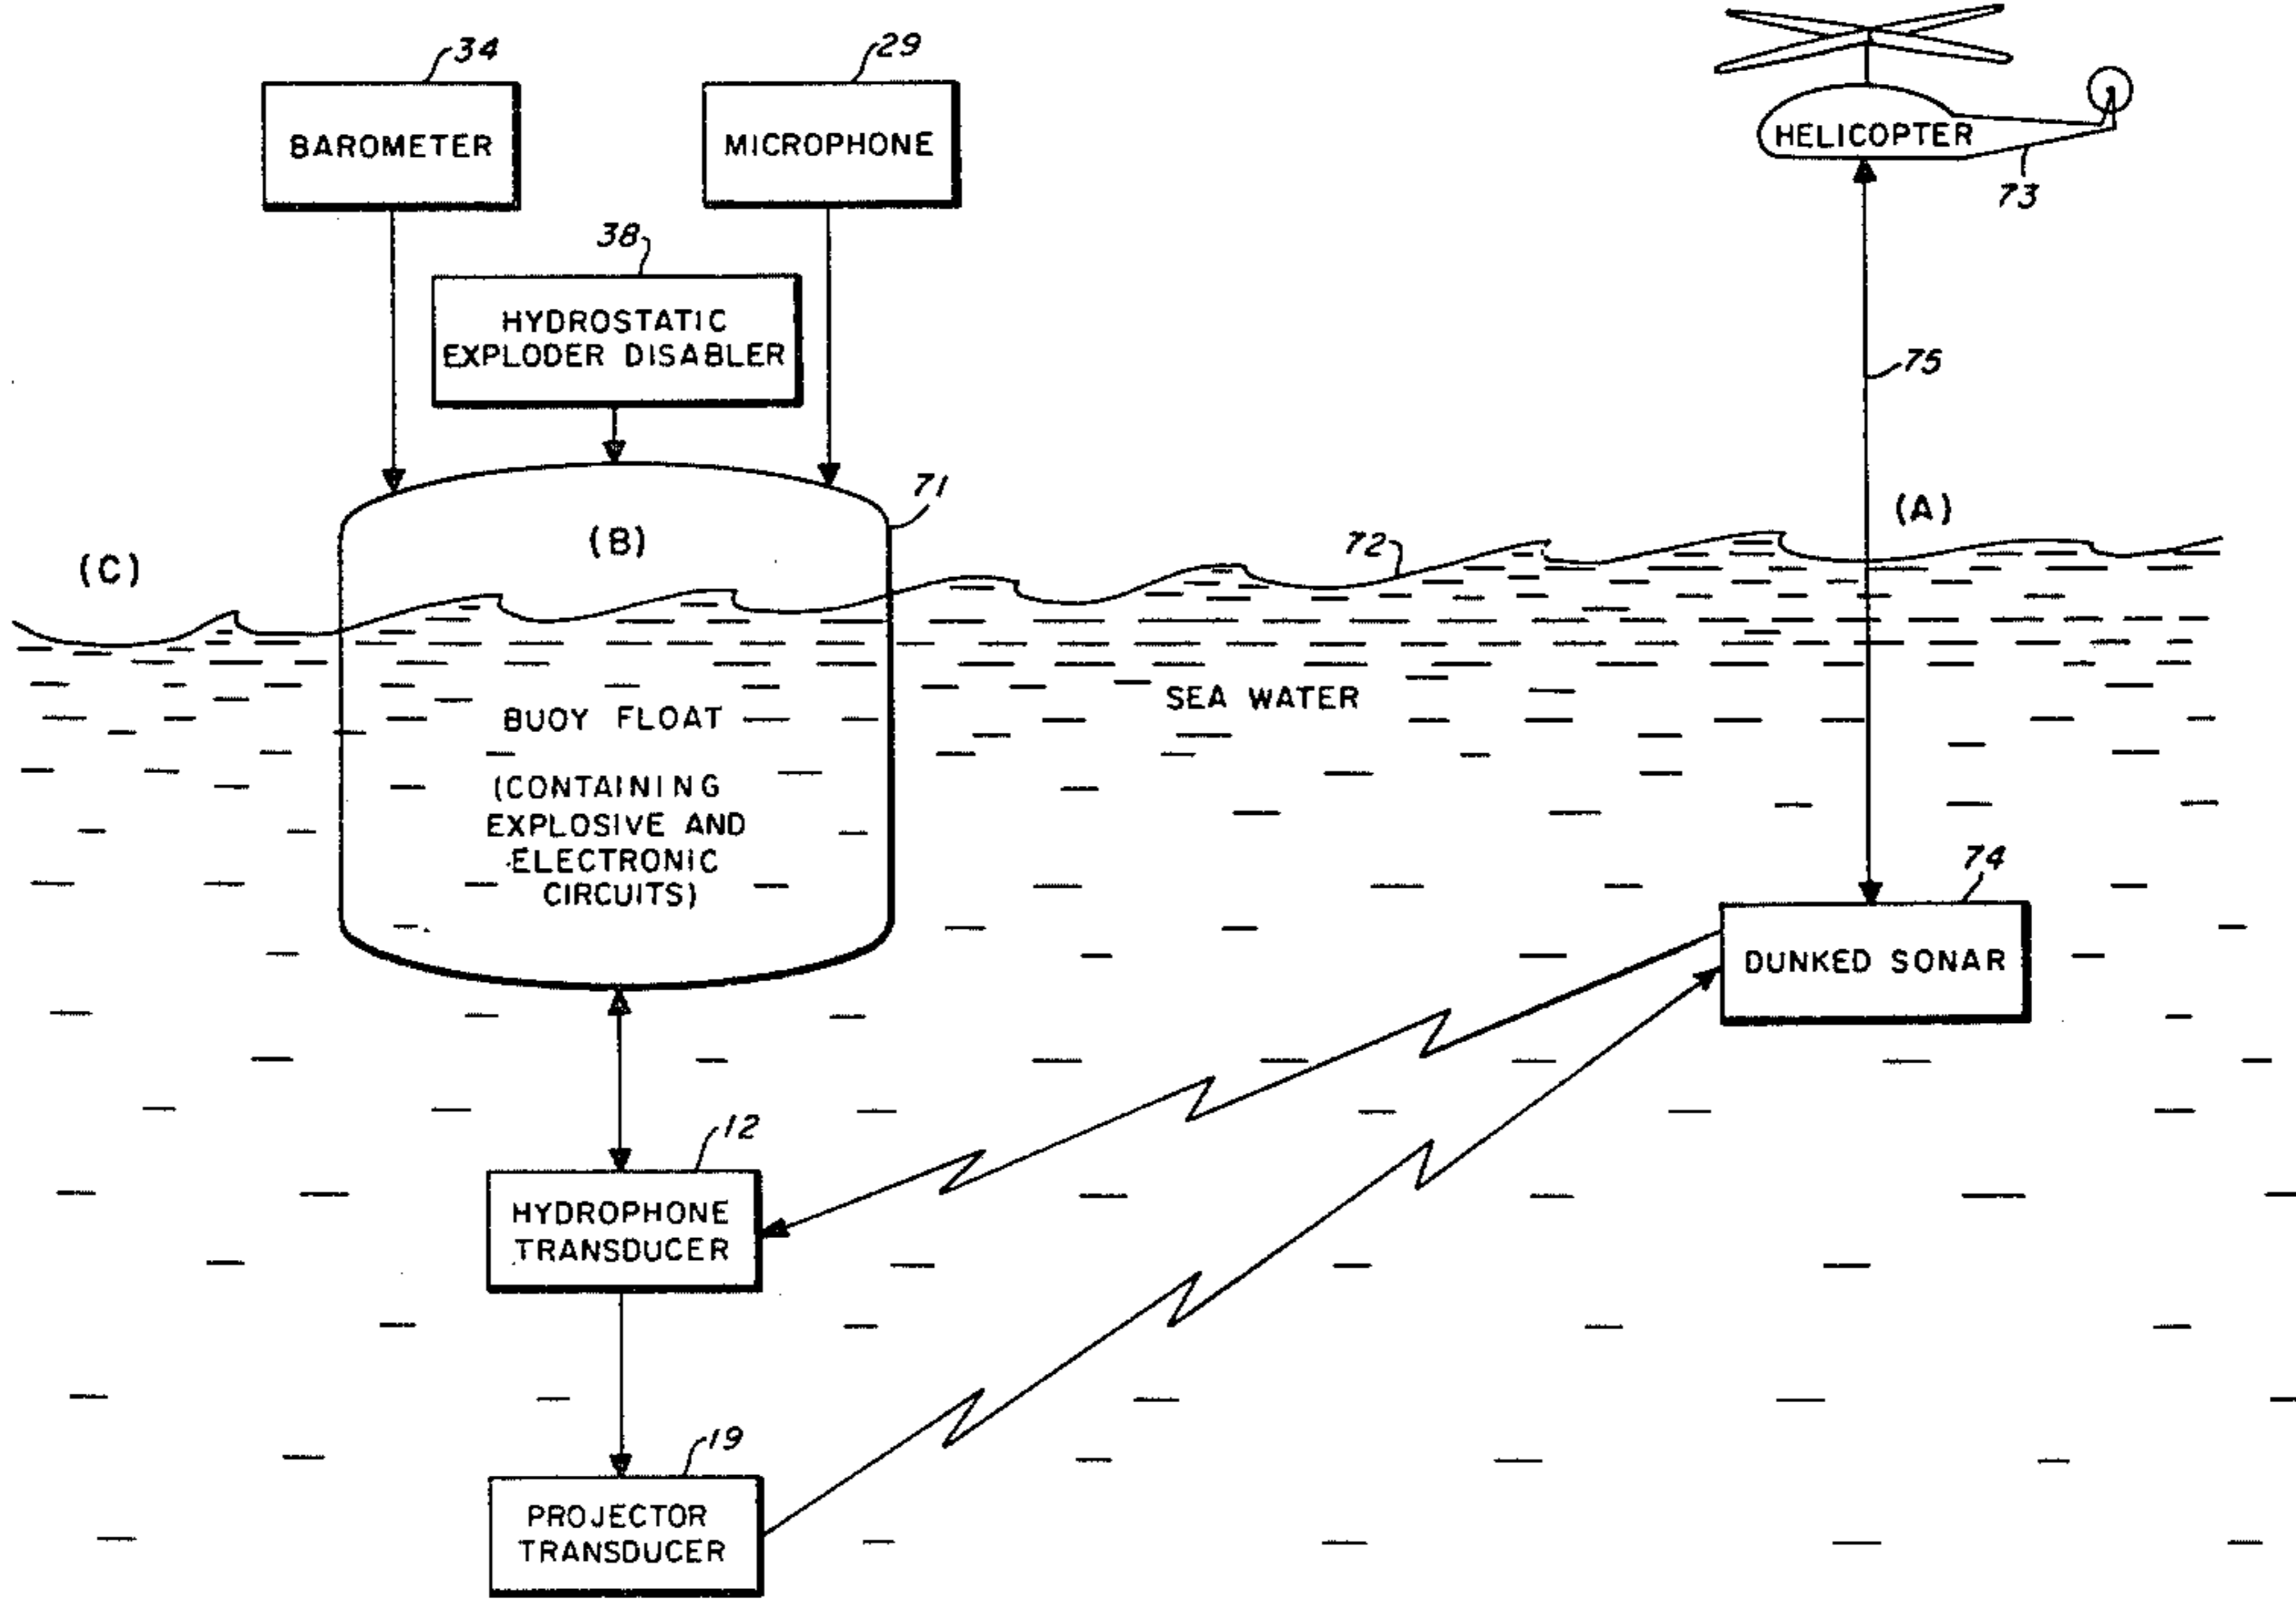 34
29
BAROMETER
MICROPHONE
HELICOPTER
73
38
HYDROSTATIC
EXPLODER DISABLER
75
71
(A)
(B)
72
(C)
SEA WATER
BUOY FLOAT
(CONTAINING
EXPLOSIVE AND
ELECTRONIC
CIRCUITS)
74
DUNKED SONAR
12
HYDROPHONE
TRANSDUCER
19
PROJECTOR
TRANSDUCER